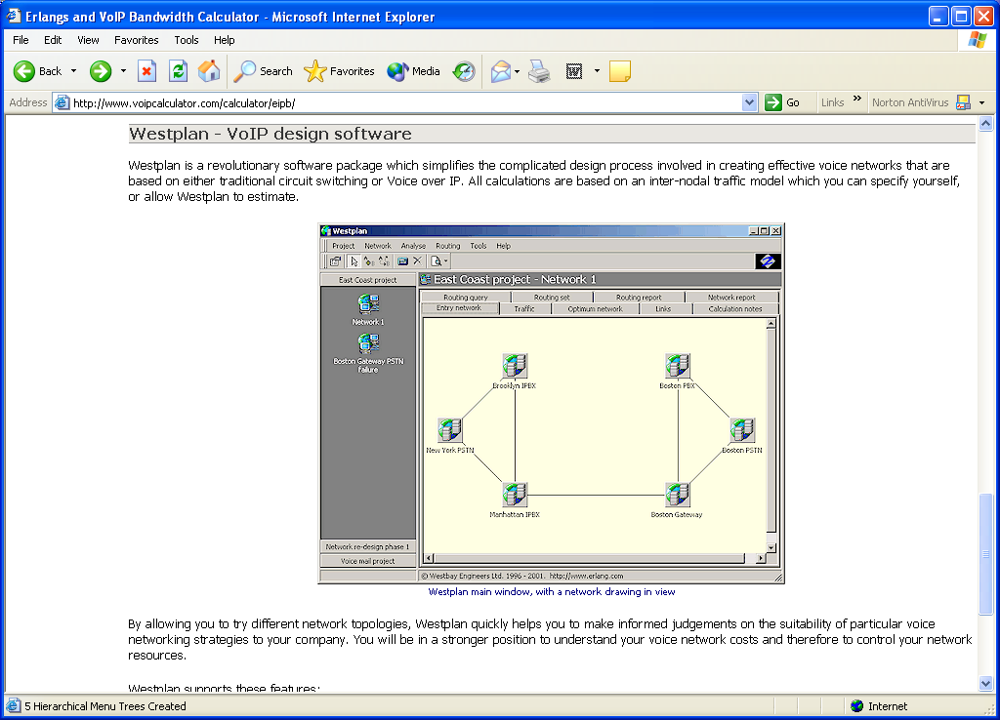 Erlangs and VoIP Bandwidth Calculator - Microsoft Internet Explorer
File Edit View Favorites Tools Help
Back Search Favorites Media
Address http://www.voipcalculator.com/calculator/eipb/ Go Links » Norton AntiVirus
Westplan - VoIP design software
Westplan is a revolutionary software package which simplifies the complicated design process involved in creating effective voice networks that are
based on either traditional circuit switching or Voice over IP. All calculations are based on an inter-nodal traffic model which you can specify yourself,
or allow Westplan to estimate.
Westplan
Project Network Analyse Routing Tools Help
East Coast project
East Coast project - Network 1
Routing query Routing set Routing report Network report
Entry network Traffic Optimum network Links Calculation notes
Network 1
Boston Gateway PSTN
failure
Brooklyn IPBX
Boston PBX
New York PSTN
Boston PSTN
Manhattan IPBX
Boston Gateway
Network re-design phase 1
Voice mail project
© Westbay Engineers Ltd. 1996 - 2001. http://www.erlang.com
Westplan main window, with a network drawing in view
By allowing you to try different network topologies, Westplan quickly helps you to make informed judgements on the suitability of particular voice
networking strategies to your company. You will be in a stronger position to understand your voice network costs and therefore to control your network
resources.
Westplan supports these features:
5 Hierarchical Menu Trees Created
Internet